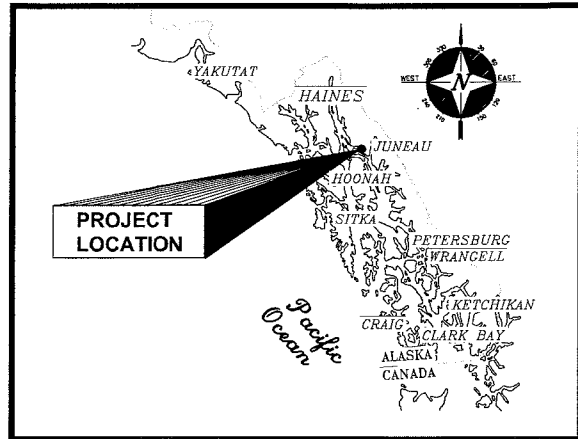 YAKUTAT
HAINES
WEST
N
EAST
JUNEAU
HOONAH
PROJECT
LOCATION
SITKA
PETERSBURG
WRANGELL
KETCHIKAN
CRAIG
CLARK BAY
Pacific
Ocean
ALASKA
CANADA